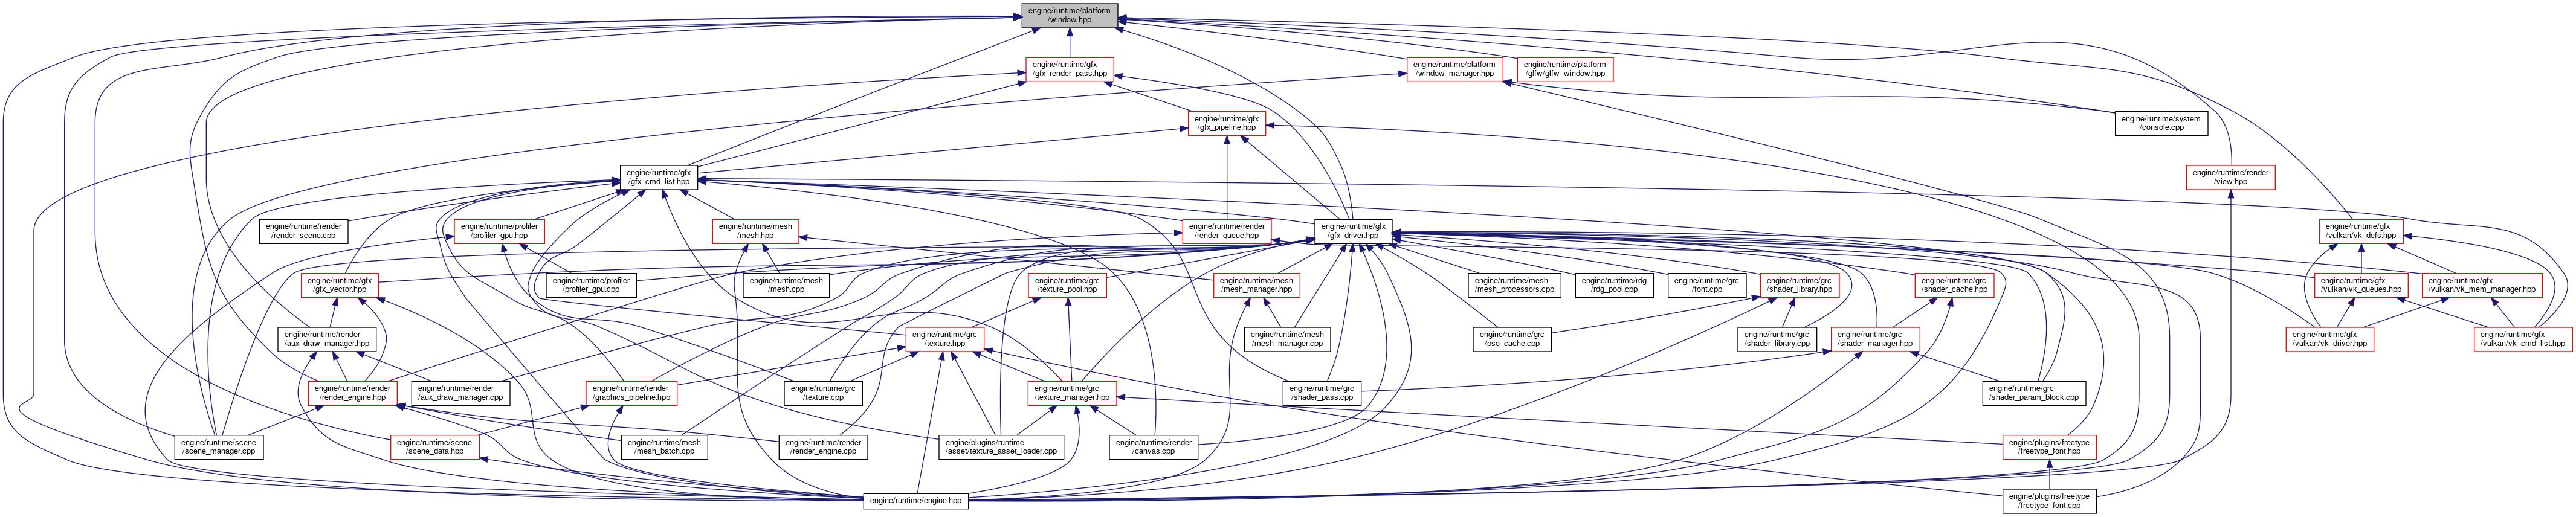 engine/runtime/platform
/window.hpp
engine/runtime/gfx
/gfx_render_pass.hpp
engine/runtime/platform
/window_manager.hpp
engine/runtime/platform
/glfw/glfw_window.hpp
engine/runtime/gfx
/gfx_pipeline.hpp
engine/runtime/system
/console.cpp
engine/runtime/gfx
/gfx_cmd_list.hpp
engine/runtime/render
/view.hpp
engine/runtime/render
/render_scene.cpp
engine/runtime/profiler
/profiler_gpu.hpp
engine/runtime/mesh
/mesh.hpp
engine/runtime/render
/render_queue.hpp
engine/runtime/gfx
/gfx_driver.hpp
engine/runtime/gfx
/vulkan/vk_defs.hpp
engine/runtime/gfx
/gfx_vector.hpp
engine/runtime/profiler
/profiler_gpu.cpp
engine/runtime/mesh
/mesh.cpp
engine/runtime/grc
/texture_pool.hpp
engine/runtime/mesh
/mesh_manager.hpp
engine/runtime/mesh
/mesh_processors.cpp
engine/runtime/rdg
/rdg_pool.cpp
engine/runtime/grc
/font.cpp
engine/runtime/grc
/shader_library.hpp
engine/runtime/grc
/shader_cache.hpp
engine/runtime/gfx
/vulkan/vk_queues.hpp
engine/runtime/gfx
/vulkan/vk_mem_manager.hpp
engine/runtime/render
/aux_draw_manager.hpp
engine/runtime/grc
/texture.hpp
engine/runtime/mesh
/mesh_manager.cpp
engine/runtime/grc
/pso_cache.cpp
engine/runtime/grc
/shader_library.cpp
engine/runtime/grc
/shader_manager.hpp
engine/runtime/gfx
/vulkan/vk_driver.hpp
engine/runtime/gfx
/vulkan/vk_cmd_list.hpp
engine/runtime/render
/render_engine.hpp
engine/runtime/render
/aux_draw_manager.cpp
engine/runtime/render
/graphics_pipeline.hpp
engine/runtime/grc
/texture.cpp
engine/runtime/grc
/texture_manager.hpp
engine/runtime/grc
/shader_pass.cpp
engine/runtime/grc
/shader_param_block.cpp
engine/runtime/scene
/scene_manager.cpp
engine/runtime/scene
/scene_data.hpp
engine/runtime/mesh
/mesh_batch.cpp
engine/runtime/render
/render_engine.cpp
engine/plugins/runtime
asset/texture_asset_loader.cpp
engine/runtime/render
/canvas.cpp
engine/plugins/freetype
/freetype_font.hpp
engine/runtime/engine.hpp
engine/plugins/freetype
/freetype_font.cpp